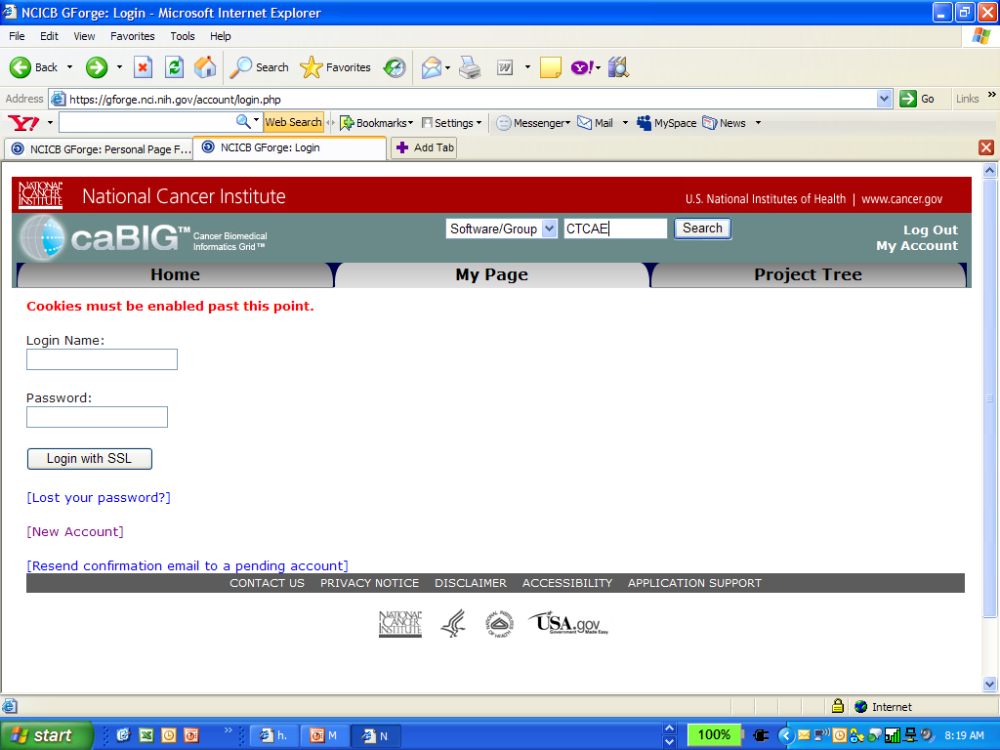 NCICB GForge: Login - Microsoft Internet Explorer
File Edit View Favorites Tools Help
Back Search Favorites
Address https://gforge.nci.nih.gov/account/login.php Go Links »
Y! Web Search Bookmarks Settings Messenger Mail MySpace News
NCICB GForge: Personal Page F... NCICB GForge: Login Add Tab
NATIONAL CANCER INSTITUTE National Cancer Institute U.S. National Institutes of Health | www.cancer.gov
caBIG™ Cancer Biomedical Informatics Grid™ Software/Group CTCAE Search
Log Out
My Account
Home My Page Project Tree
Cookies must be enabled past this point.
Login Name:
Password:
Login with SSL
[Lost your password?]
[New Account]
[Resend confirmation email to a pending account]
CONTACT US PRIVACY NOTICE DISCLAIMER ACCESSIBILITY APPLICATION SUPPORT
NATIONAL CANCER INSTITUTE USA.gov Government Made Easy
Internet
start » h. M N 100% 8:19 AM